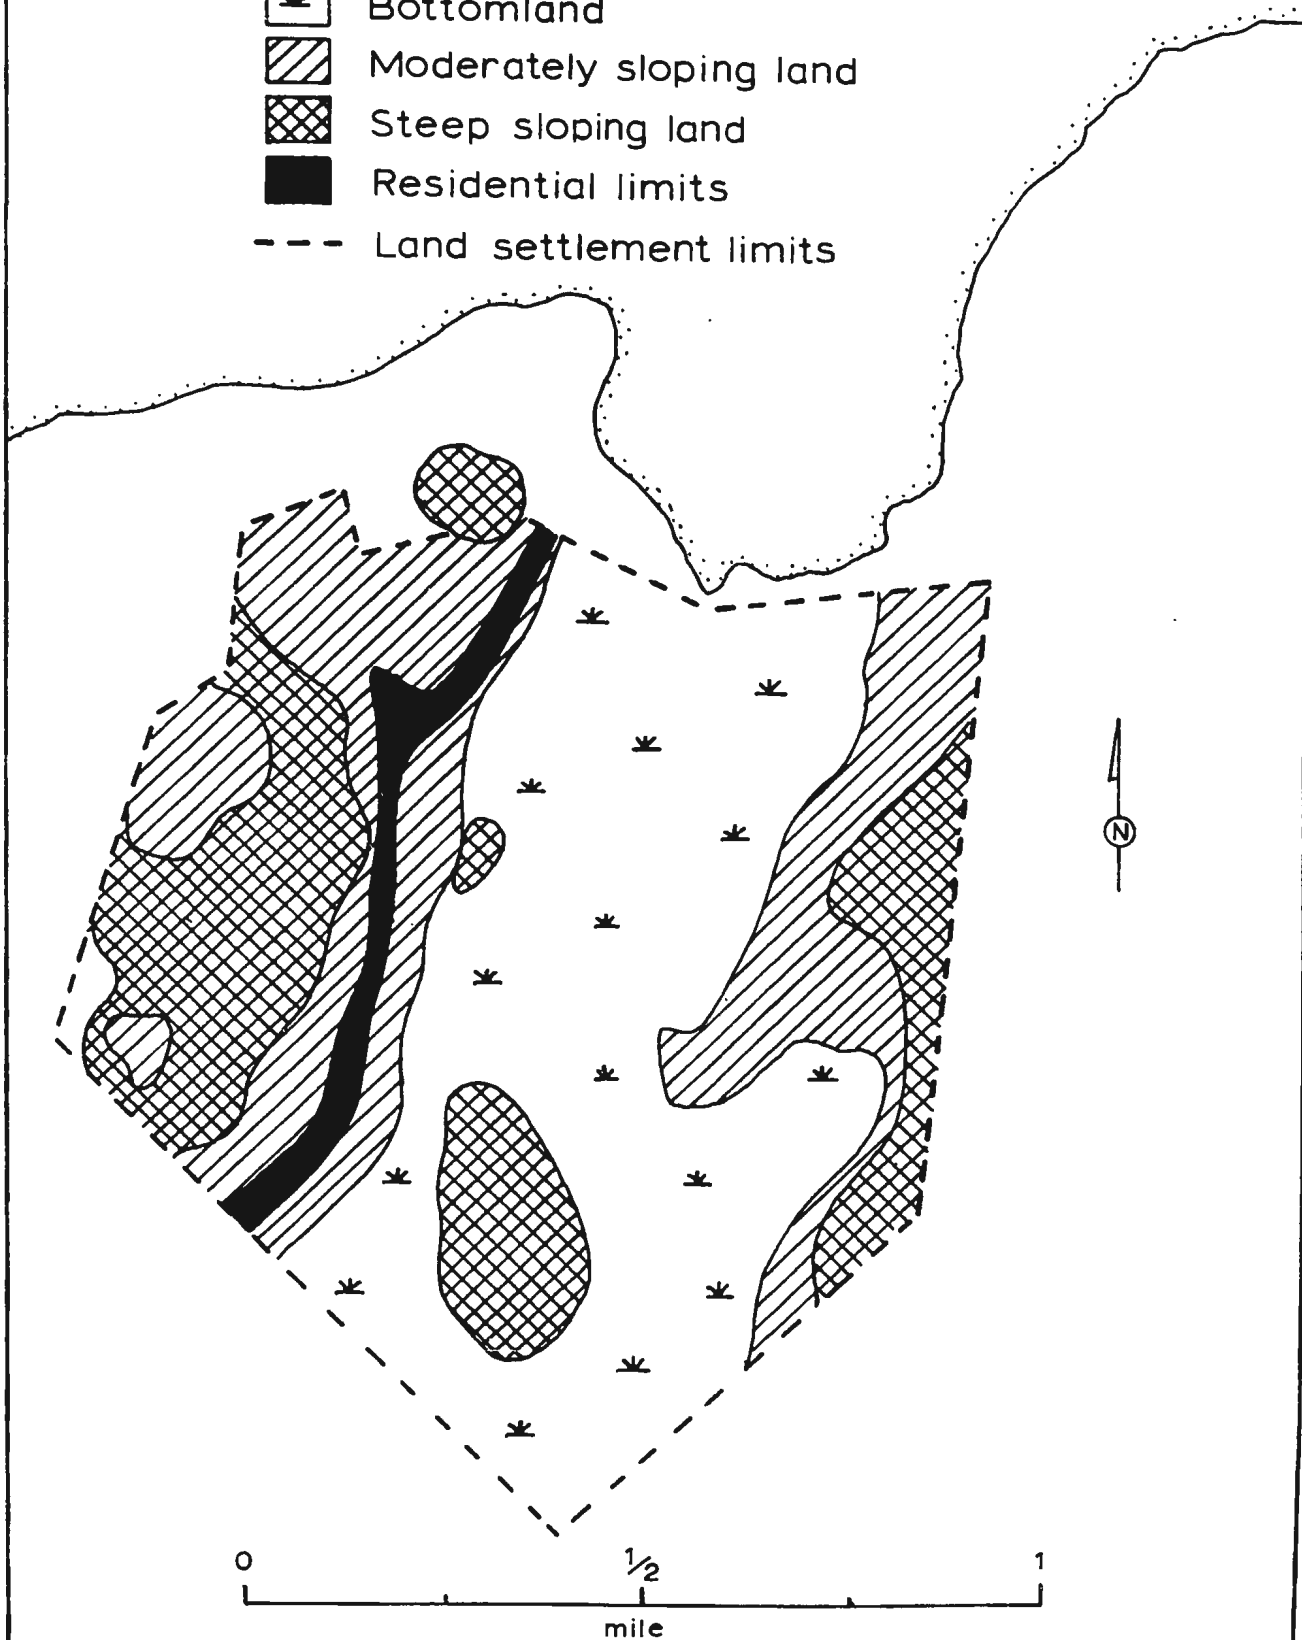 Bottomland
Moderately sloping land
Steep sloping land
Residential limits
Land settlement limits
N
0 1/2 1
mile